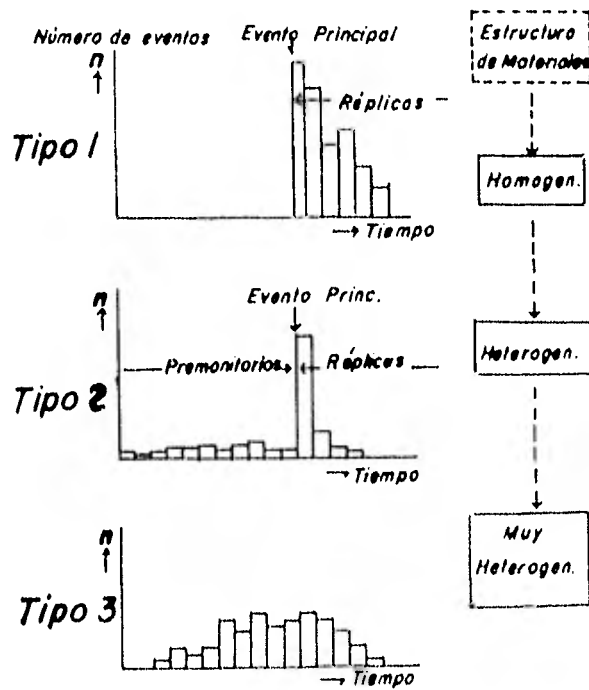 Número de eventos
Evento Principal
n
Réplicas
Tipo 1
Tiempo
Estructura
de Materiales
Homogen.
n
Evento Princ.
Premonitorios
Réplicas
Tipo 2
Tiempo
Heterogen.
n
Tipo 3
Tiempo
Muy
Heterogen.